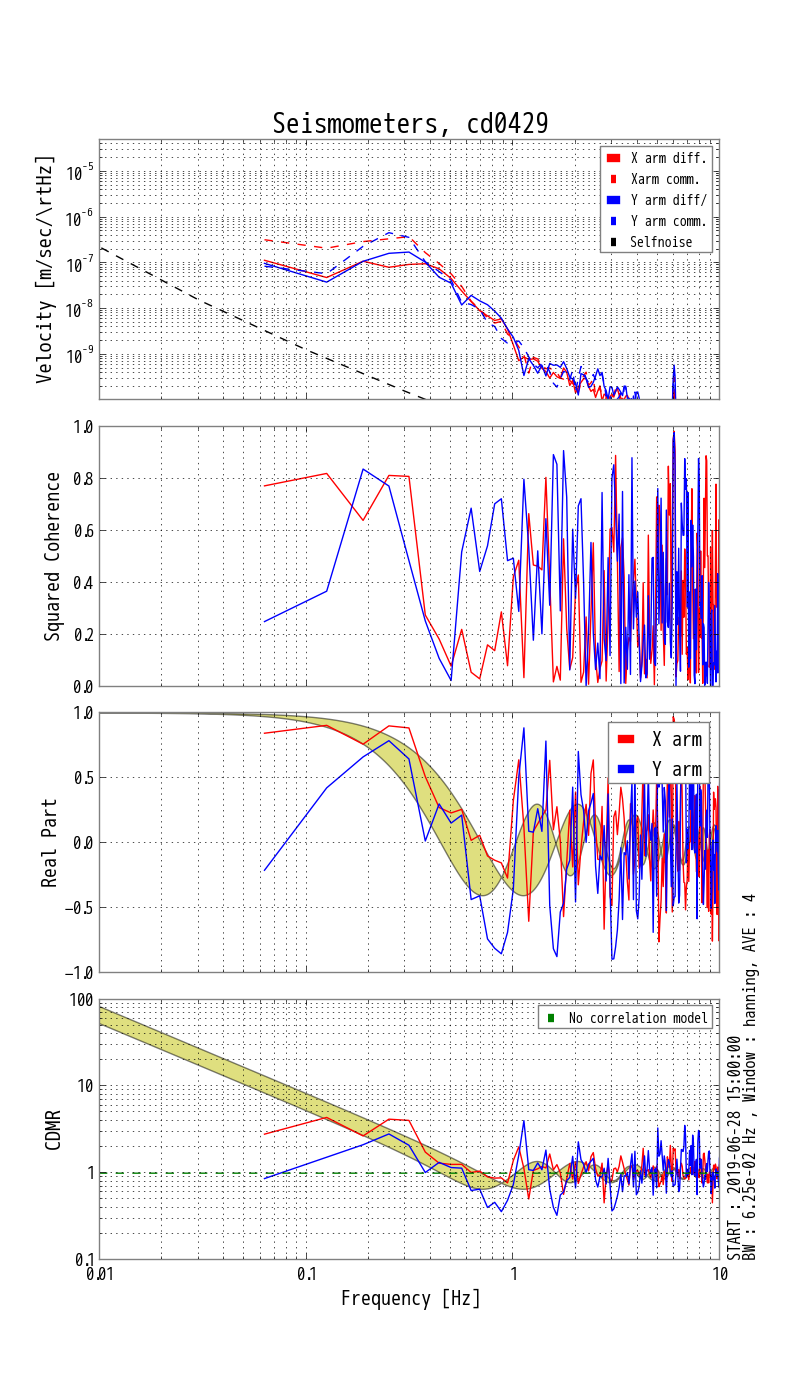 Seismometers, cd0429
Velocity [m/sec/\rtHz]
10^-5
10^-6
10^-7
10^-8
10^-9
X arm diff.
Xarm comm.
Y arm diff/
Y arm comm.
Selfnoise
Squared Coherence
1.0
0.8
0.6
0.4
0.2
0.0
Real Part
1.0
0.5
0.0
−0.5
−1.0
X arm
Y arm
CDMR
100
10
1
0.1
No correlation model
0.01
0.1
1
10
Frequency [Hz]
START : 2019-06-28 15:00:00
BW : 6.25e-02 Hz , Window : hanning, AVE : 4